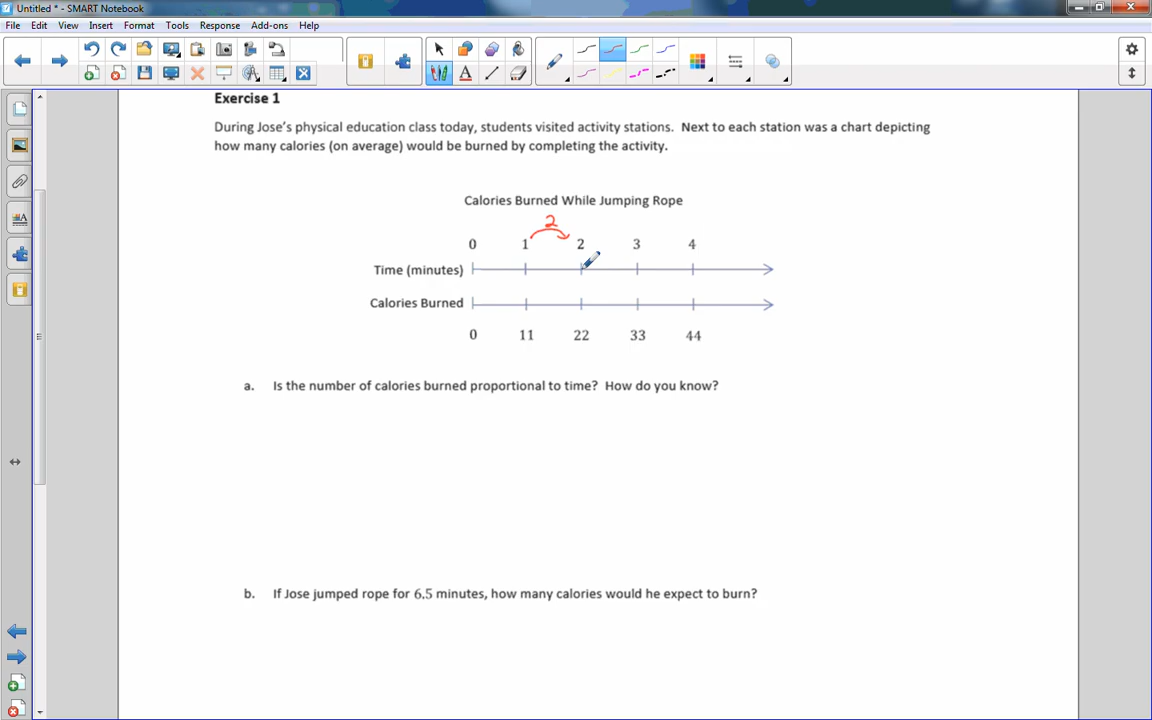 Untitled * - SMART Notebook
File Edit View Insert Format Tools Response Add-ons Help
Exercise 1
During Jose's physical education class today, students visited activity stations. Next to each station was a chart depicting
how many calories (on average) would be burned by completing the activity.
Calories Burned While Jumping Rope
2
0 1 2 3 4
Time (minutes)
Calories Burned
0 11 22 33 44
a. Is the number of calories burned proportional to time? How do you know?
b. If Jose jumped rope for 6.5 minutes, how many calories would he expect to burn?